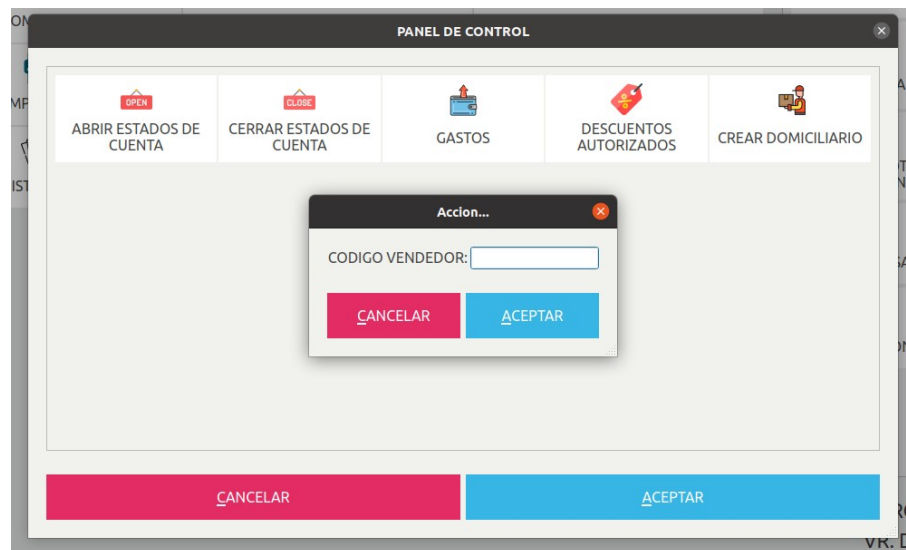 PANEL DE CONTROL
OPEN
CLOSE
ABRIR ESTADOS DE
CUENTA
CERRAR ESTADOS DE
CUENTA
GASTOS
DESCUENTOS
AUTORIZADOS
CREAR DOMICILIARIO
Accion...
CODIGO VENDEDOR:
CANCELAR
ACEPTAR
CANCELAR
ACEPTAR